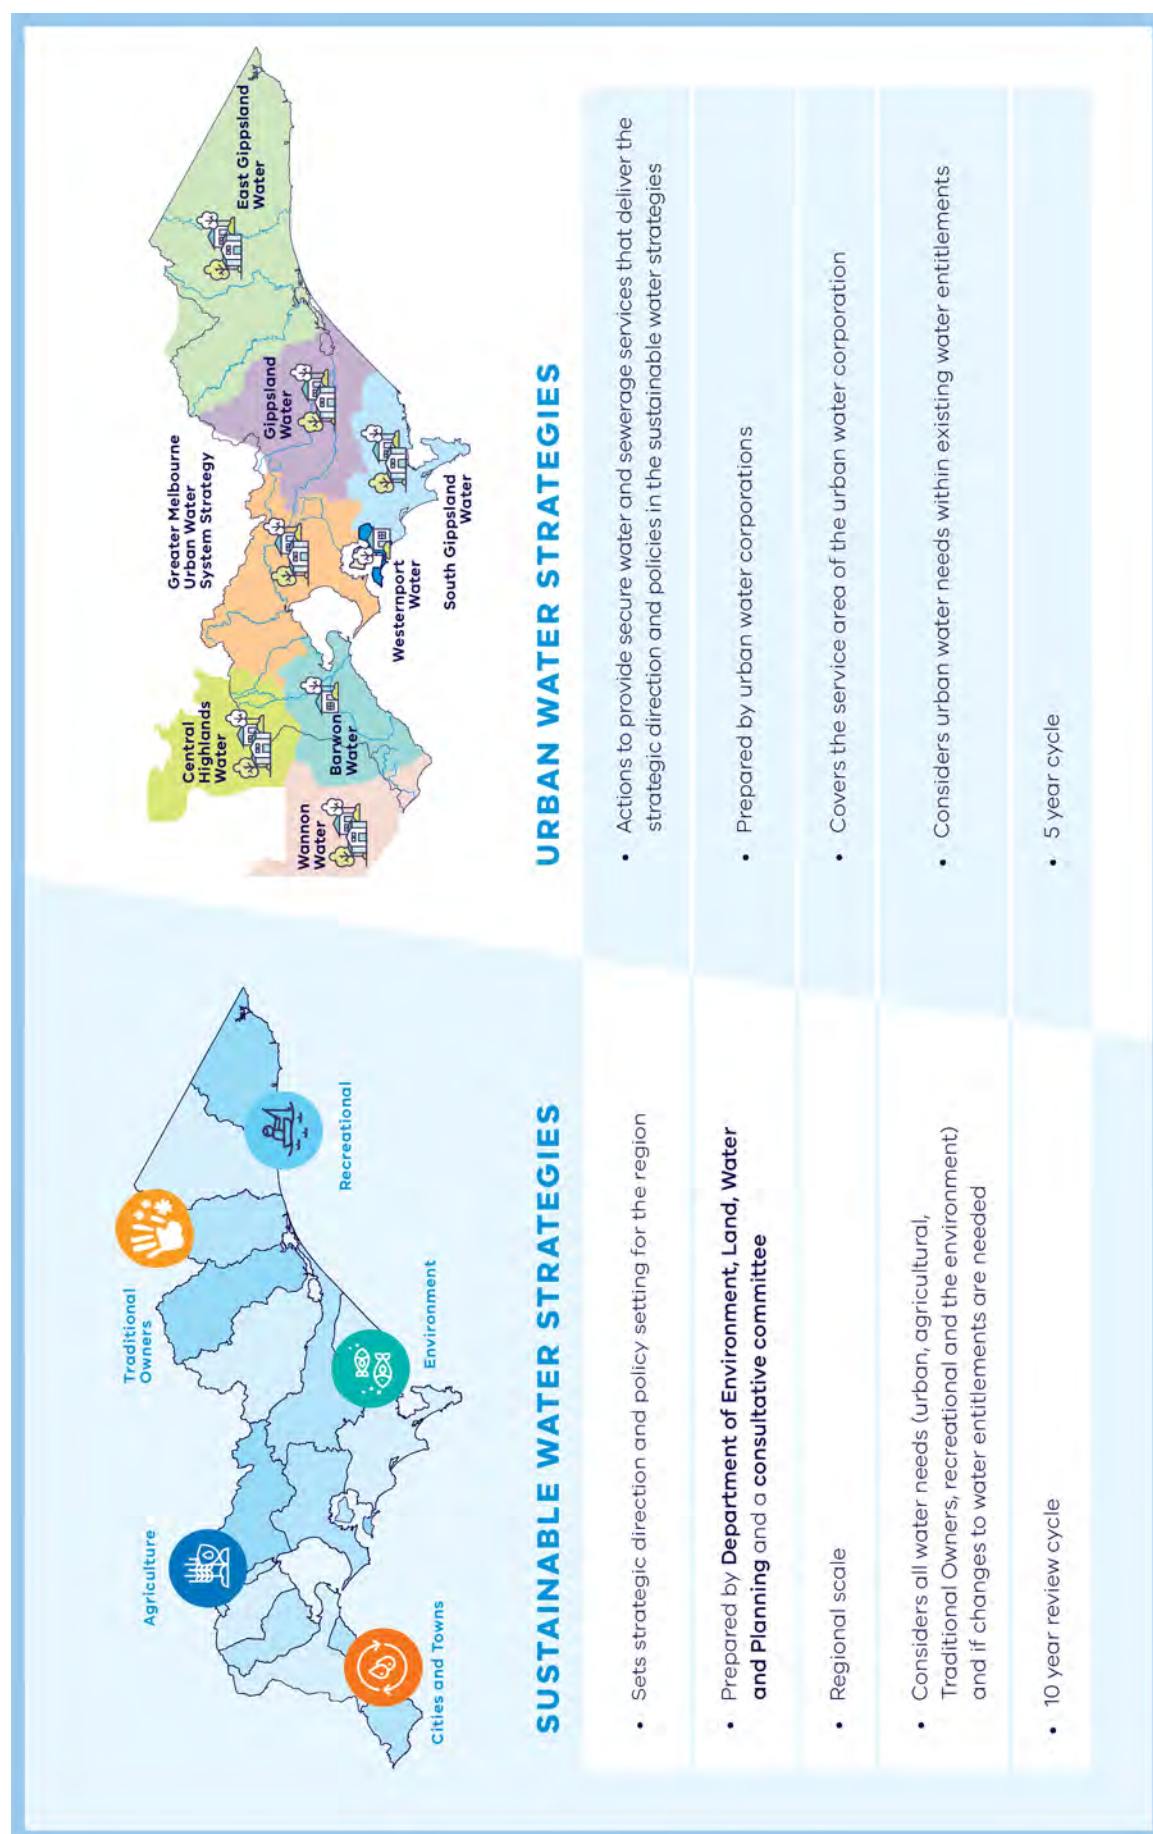 Agriculture
Traditional
Owners
Recreational
Environment
Cities and Towns
SUSTAINABLE WATER STRATEGIES
• Sets strategic direction and policy setting for the region
• Prepared by Department of Environment, Land, Water
and Planning and a consultative committee
• Regional scale
• Considers all water needs (urban, agricultural,
Traditional Owners, recreational and the environment)
and if changes to water entitlements are needed
• 10 year review cycle
Central
Highlands
Water
Greater Melbourne
Urban Water
System Strategy
East Gippsland
Water
Gippsland
Water
Wannon
Water
Barwon
Water
Westernport
Water
South Gippsland
Water
URBAN WATER STRATEGIES
• Actions to provide secure water and sewerage services that deliver the
strategic direction and policies in the sustainable water strategies
• Prepared by urban water corporations
• Covers the service area of the urban water corporation
• Considers urban water needs within existing water entitlements
• 5 year cycle